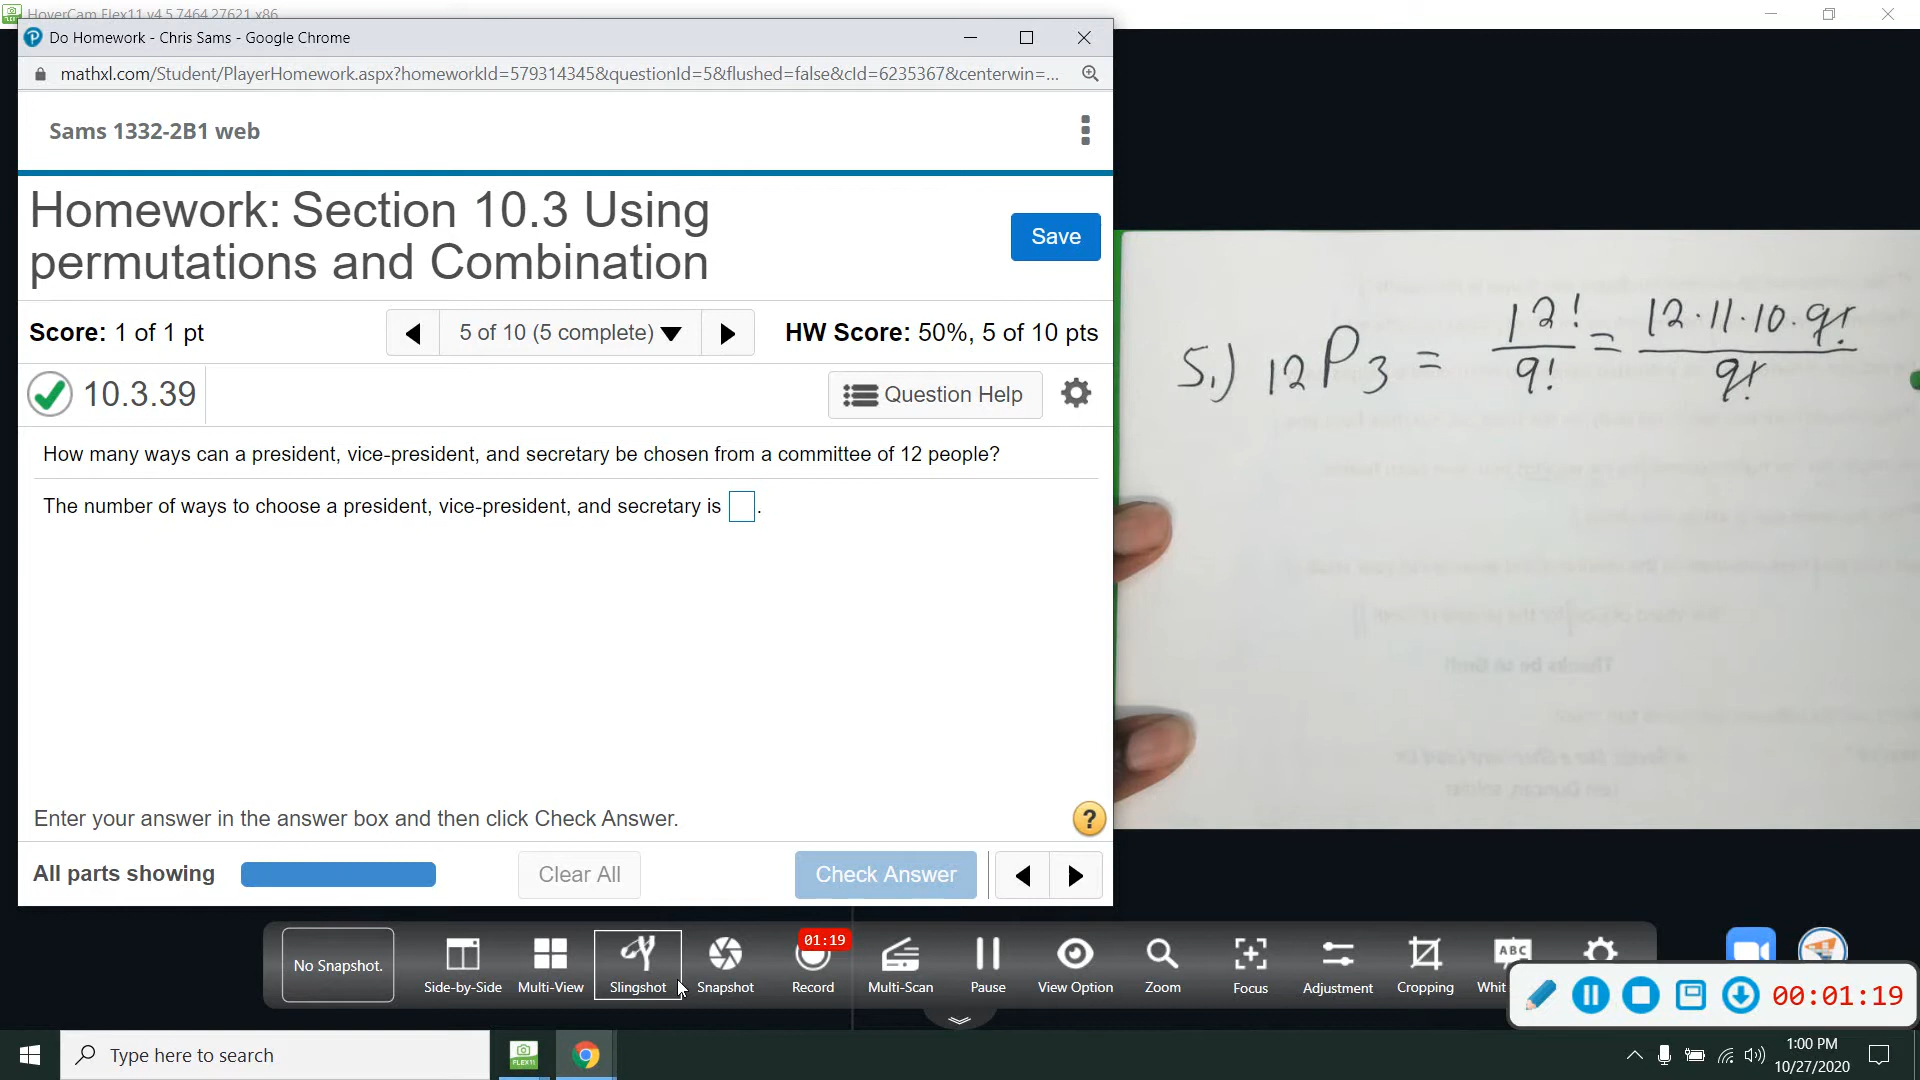 HoverCam Flex11 v4.5.7464.27621 x86
Do Homework - Chris Sams - Google Chrome
mathxl.com/Student/PlayerHomework.aspx?homeworkId=579314345&questionId=5&flushed=false&cId=6235367&centerwin=...
Sams 1332-2B1 web
Homework: Section 10.3 Using
permutations and Combination
Save
Score: 1 of 1 pt
5 of 10 (5 complete)
HW Score: 50%, 5 of 10 pts
10.3.39
Question Help
How many ways can a president, vice-president, and secretary be chosen from a committee of 12 people?
The number of ways to choose a president, vice-president, and secretary is .
Enter your answer in the answer box and then click Check Answer.
?
All parts showing
Clear All
Check Answer
5.) 12P3 = 12!/9! = 12·11·10·9!/9!
No Snapshot.
Side-by-Side
Multi-View
Slingshot
Snapshot
01:19
Record
Multi-Scan
Pause
View Option
Zoom
Focus
Adjustment
Cropping
ABC
Whit
00:01:19
Type here to search
FLEX11
1:00 PM
10/27/2020